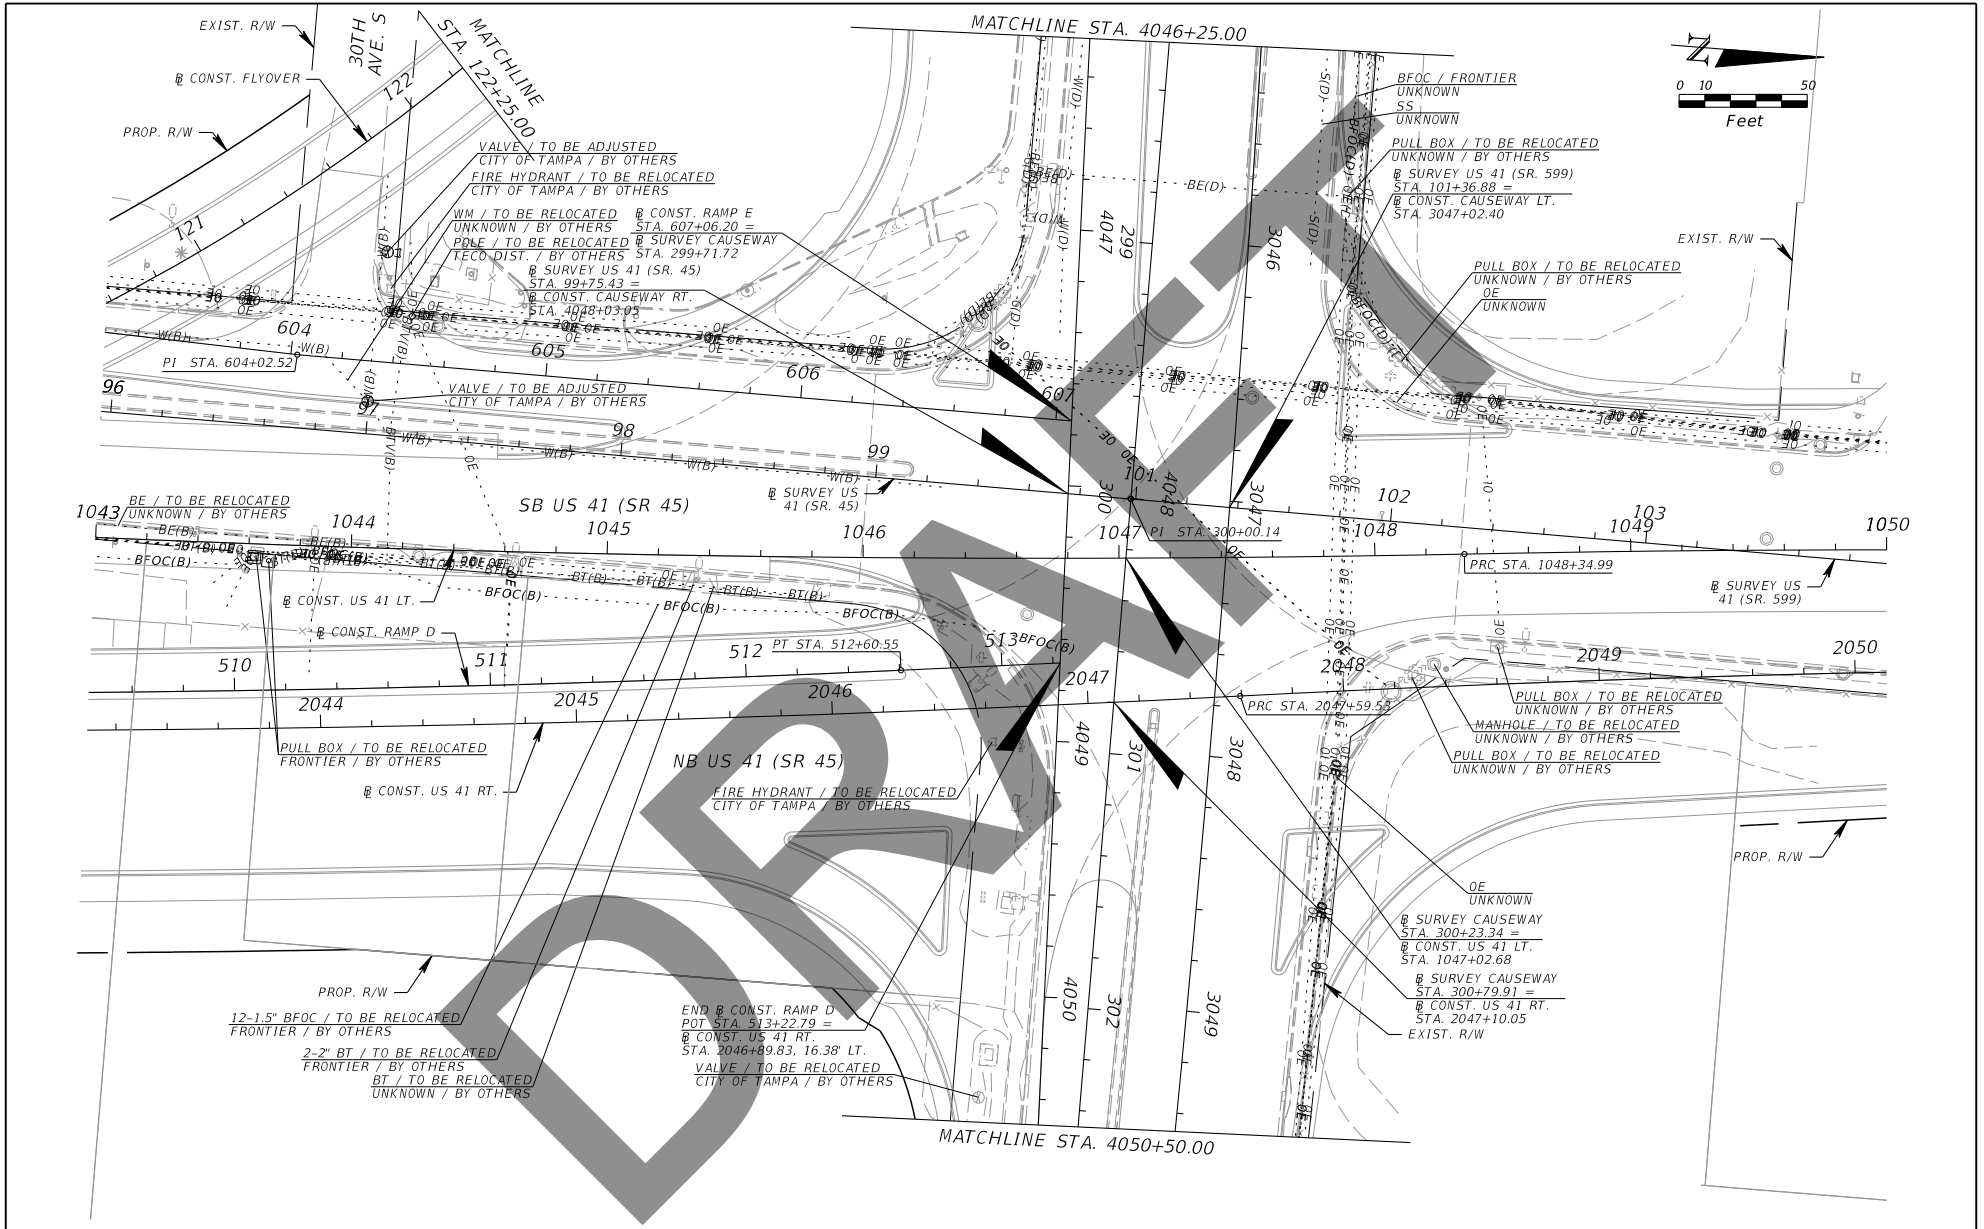 MATCHLINE STA. 4046+25.00
EXIST. R/W
30TH
AVE. S
MATCHLINE
STA. 122+25.00
℄ CONST. FLYOVER
122
PROP. R/W
121
N
0 10 50
Feet
BFOC / FRONTIER
UNKNOWN
SS
UNKNOWN
PULL BOX / TO BE RELOCATED
UNKNOWN / BY OTHERS
℄ SURVEY US 41 (SR. 599)
STA. 101+36.88 =
℄ CONST. CAUSEWAY LT.
STA. 3047+02.40
EXIST. R/W
PULL BOX / TO BE RELOCATED
UNKNOWN / BY OTHERS
OE
UNKNOWN
VALVE / TO BE ADJUSTED
CITY OF TAMPA / BY OTHERS
FIRE HYDRANT / TO BE RELOCATED
CITY OF TAMPA / BY OTHERS
WM / TO BE RELOCATED
UNKNOWN / BY OTHERS
POLE / TO BE RELOCATED
TECO DIST. / BY OTHERS
℄ CONST. RAMP E
STA. 607+06.20 =
℄ SURVEY CAUSEWAY
STA. 299+71.72
℄ SURVEY US 41 (SR. 45)
STA. 99+75.43 =
℄ CONST. CAUSEWAY RT.
STA. 4048+03.05
W(D)
S(D)
BE(D)
BFOC(D)
W(D)
G(D)
S(D)
BFOC(D)
4047
299
3046
604
605
606
607
W(B)
W(B)
PI STA. 604+02.52
VALVE / TO BE ADJUSTED
CITY OF TAMPA / BY OTHERS
96
97
98
99
101
102
103
W(B)
W(B)
W(B)
W(B)
BTV(B)
BTV(B)
300
4048
3047
℄ SURVEY US
41 (SR. 45)
SB US 41 (SR 45)
BE / TO BE RELOCATED
UNKNOWN / BY OTHERS
1043
1044
1045
1046
1047
1048
1049
1050
PI STA. 300+00.14
PRC STA. 1048+34.99
℄ SURVEY US
41 (SR. 599)
BE(B)
BE(B)
BFOC(B)
BFOC(B)
BT(B)
BT(B)
BT(B)
BT(B)
BFOC(B)
BFOC(B)
BFOC(B)
BFOC(B)
℄ CONST. US 41 LT.
℄ CONST. RAMP D
PT STA. 512+60.55
510
511
512
513
2044
2045
2046
2047
2048
2049
2050
PRC STA. 2047+59.53
PULL BOX / TO BE RELOCATED
UNKNOWN / BY OTHERS
MANHOLE / TO BE RELOCATED
UNKNOWN / BY OTHERS
PULL BOX / TO BE RELOCATED
UNKNOWN / BY OTHERS
PULL BOX / TO BE RELOCATED
FRONTIER / BY OTHERS
℄ CONST. US 41 RT.
NB US 41 (SR 45)
FIRE HYDRANT / TO BE RELOCATED
CITY OF TAMPA / BY OTHERS
4049
301
3048
PROP. R/W
OE
UNKNOWN
℄ SURVEY CAUSEWAY
STA. 300+23.34 =
℄ CONST. US 41 LT.
STA. 1047+02.68
℄ SURVEY CAUSEWAY
STA. 300+79.91 =
℄ CONST. US 41 RT.
STA. 2047+10.05
EXIST. R/W
PROP. R/W
12-1.5" BFOC / TO BE RELOCATED
FRONTIER / BY OTHERS
2-2" BT / TO BE RELOCATED
FRONTIER / BY OTHERS
BT / TO BE RELOCATED
UNKNOWN / BY OTHERS
END ℄ CONST. RAMP D
POT STA. 513+22.79 =
℄ CONST. US 41 RT.
STA. 2046+89.83, 16.38' LT.
VALVE / TO BE RELOCATED
CITY OF TAMPA / BY OTHERS
4050
302
3049
MATCHLINE STA. 4050+50.00
DRAFT